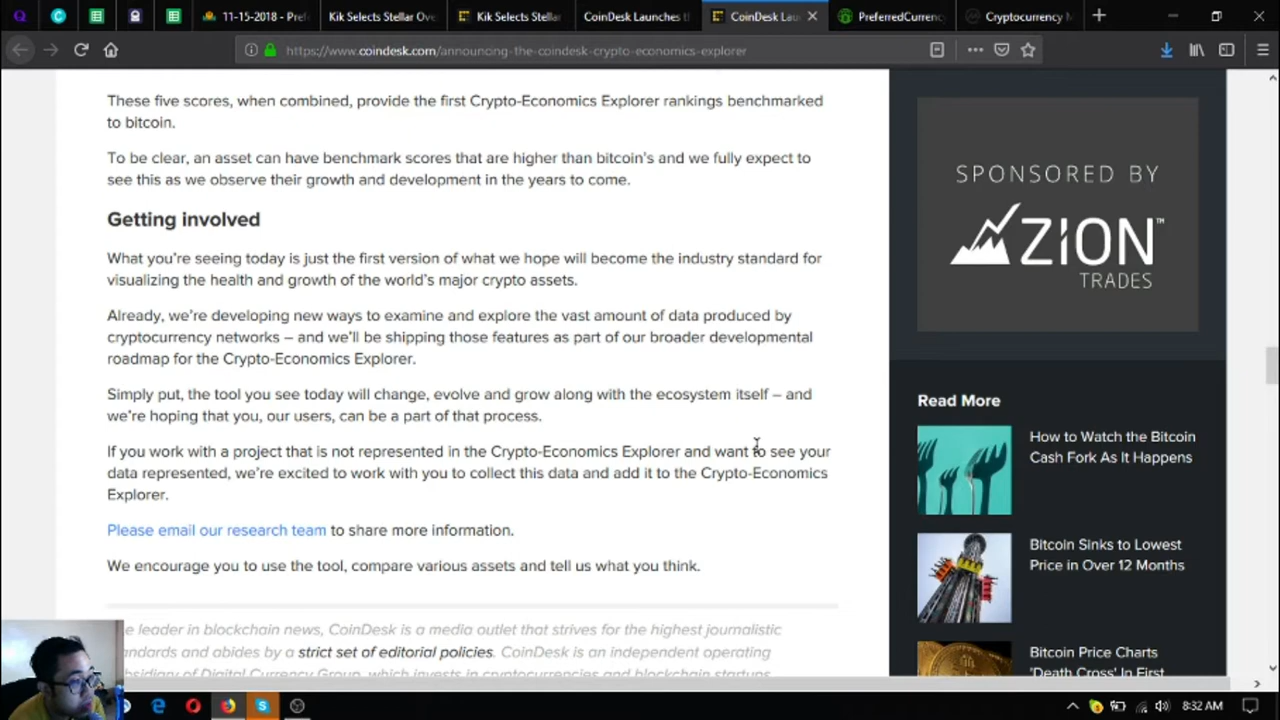 11-15-2018 - Pref
Kik Selects Stellar Ove
Kik Selects Stellar
CoinDesk Launches t
CoinDesk Lau
PreferredCurrenc
Cryptocurrency M
https://www.coindesk.com/announcing-the-coindesk-crypto-economics-explorer
These five scores, when combined, provide the first Crypto-Economics Explorer rankings benchmarked
to bitcoin.
To be clear, an asset can have benchmark scores that are higher than bitcoin's and we fully expect to
see this as we observe their growth and development in the years to come.
Getting involved
What you're seeing today is just the first version of what we hope will become the industry standard for
visualizing the health and growth of the world's major crypto assets.
Already, we're developing new ways to examine and explore the vast amount of data produced by
cryptocurrency networks – and we'll be shipping those features as part of our broader developmental
roadmap for the Crypto-Economics Explorer.
Simply put, the tool you see today will change, evolve and grow along with the ecosystem itself – and
we're hoping that you, our users, can be a part of that process.
If you work with a project that is not represented in the Crypto-Economics Explorer and want to see your
data represented, we're excited to work with you to collect this data and add it to the Crypto-Economics
Explorer.
Please email our research team to share more information.
We encourage you to use the tool, compare various assets and tell us what you think.
leader in blockchain news, CoinDesk is a media outlet that strives for the highest journalistic
andards and abides by a strict set of editorial policies. CoinDesk is an independent operating
bsidiary of Digital Currency Group, which invests in cryptocurrencies and blockchain startups.
SPONSORED BY
ZION™
TRADES
Read More
How to Watch the Bitcoin
Cash Fork As It Happens
Bitcoin Sinks to Lowest
Price in Over 12 Months
Bitcoin Price Charts
'Death Cross' In First
8:32 AM